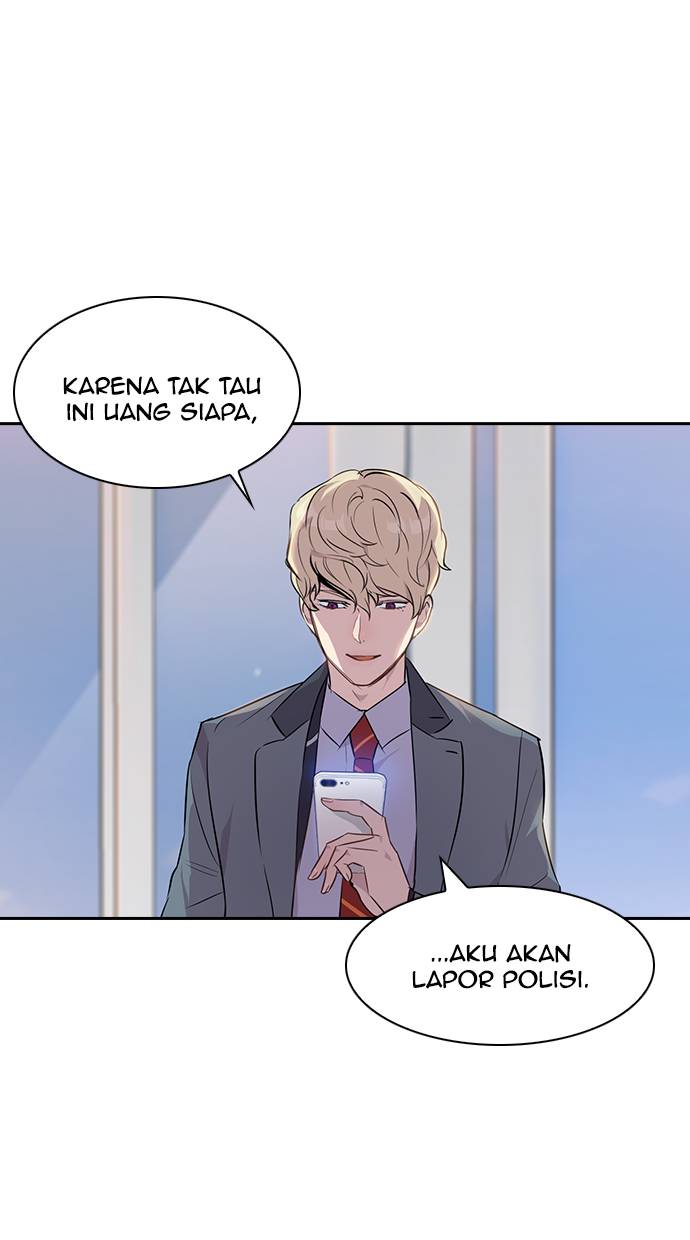 KARENA TAK TAU
INI UANG SIAPA,
...AKU AKAN
LAPOR POLISI.